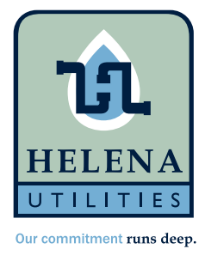 HELENA
UTILITIES
Our commitment runs deep.